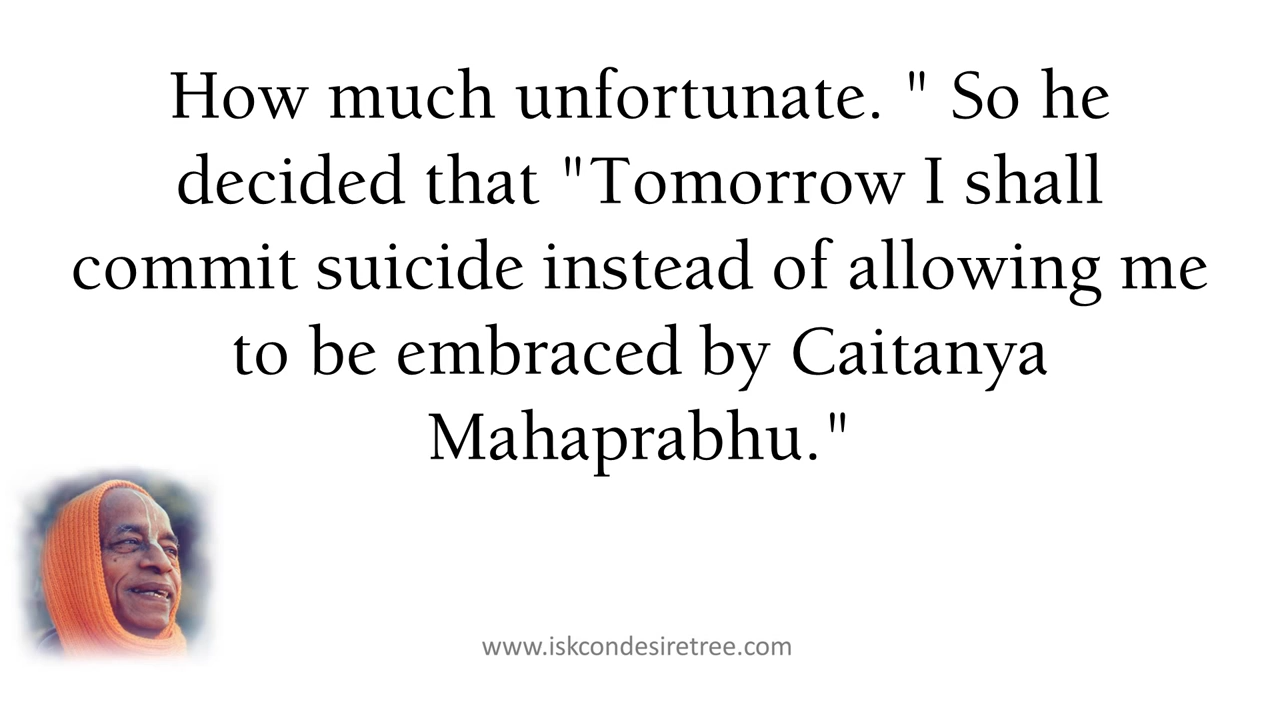 How much unfortunate. " So he
decided that "Tomorrow I shall
commit suicide instead of allowing me
to be embraced by Caitanya
Mahaprabhu."
www.iskcondesiretree.com